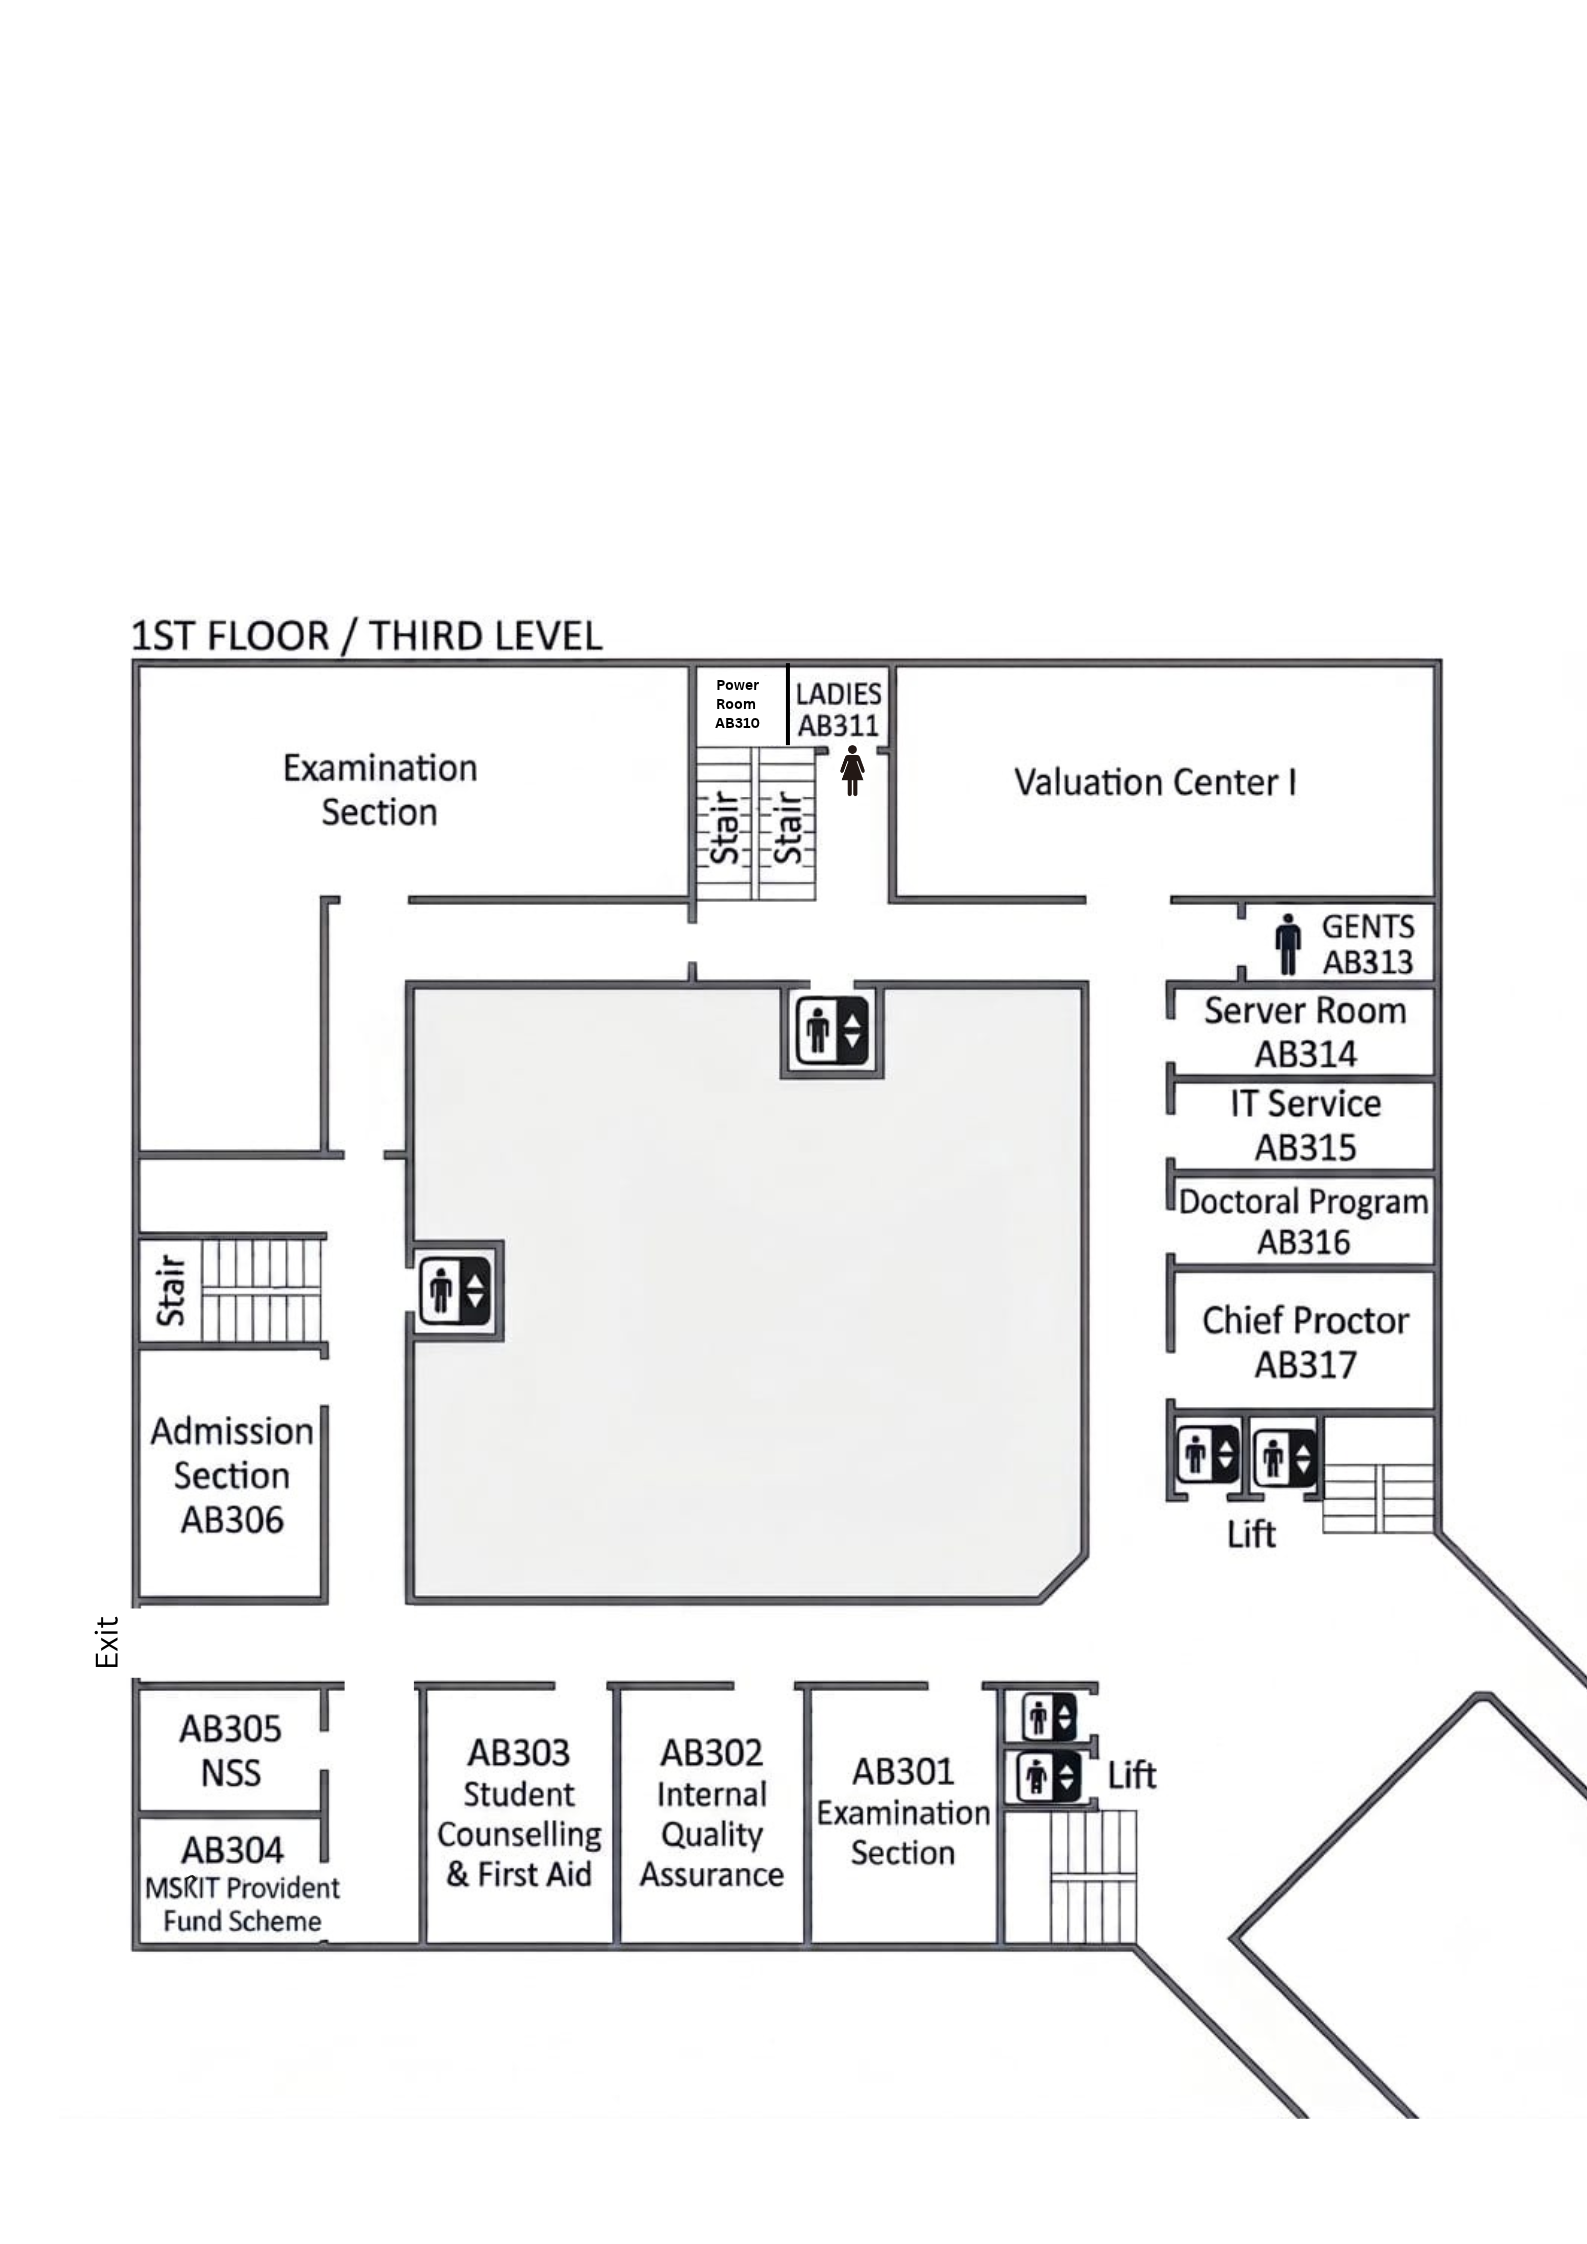 1ST FLOOR / THIRD LEVEL
Power
Room
AB310
LADIES
AB311
Examination
Section
Stair
Stair
Valuation Center I
GENTS
AB313
Server Room
AB314
IT Service
AB315
Doctoral Program
AB316
Chief Proctor
AB317
Lift
Stair
Admission
Section
AB306
Exit
AB305
NSS
AB304
MSRIT Provident
Fund Scheme
AB303
Student
Counselling
& First Aid
AB302
Internal
Quality
Assurance
AB301
Examination
Section
Lift